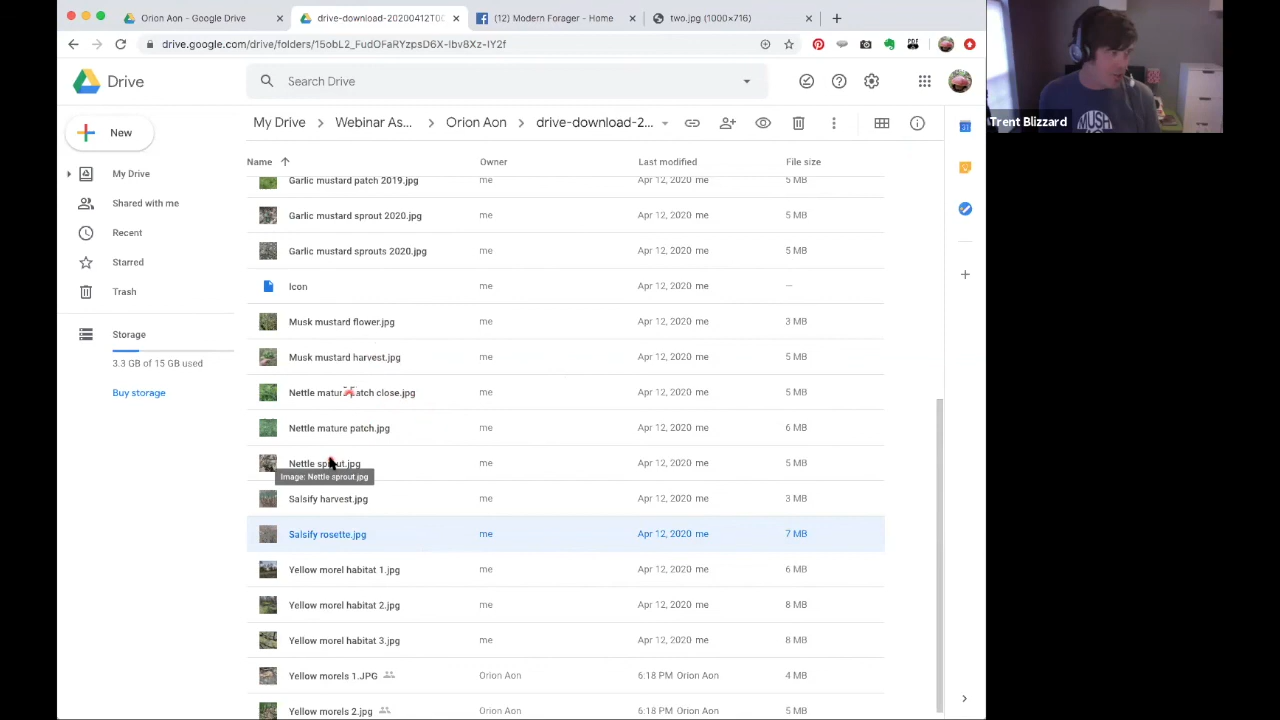 Orion Aon - Google Drive
drive-download-20200412T0
(12) Modern Forager - Home
two.jpg (1000×716)
drive.google.com/drive/folders/15obL2_FudOFaRYzpsD6X-Ibv8Xz-IY2f
Drive
Search Drive
New
My Drive
Shared with me
Recent
Starred
Trash
Storage
3.3 GB of 15 GB used
Buy storage
My Drive > Webinar As... > Orion Aon > drive-download-2...
Name Owner Last modified File size
Garlic mustard patch 2019.jpg me Apr 12, 2020 me 5 MB
Garlic mustard sprout 2020.jpg me Apr 12, 2020 me 5 MB
Garlic mustard sprouts 2020.jpg me Apr 12, 2020 me 5 MB
Icon me Apr 12, 2020 me —
Musk mustard flower.jpg me Apr 12, 2020 me 3 MB
Musk mustard harvest.jpg me Apr 12, 2020 me 5 MB
Nettle mature patch close.jpg me Apr 12, 2020 me 5 MB
Nettle mature patch.jpg me Apr 12, 2020 me 6 MB
Nettle sprout.jpg me Apr 12, 2020 me 5 MB
Image: Nettle sprout.jpg
Salsify harvest.jpg me Apr 12, 2020 me 3 MB
Salsify rosette.jpg me Apr 12, 2020 me 7 MB
Yellow morel habitat 1.jpg me Apr 12, 2020 me 6 MB
Yellow morel habitat 2.jpg me Apr 12, 2020 me 8 MB
Yellow morel habitat 3.jpg me Apr 12, 2020 me 8 MB
Yellow morels 1.JPG Orion Aon 6:18 PM Orion Aon 4 MB
Yellow morels 2.jpg Orion Aon 6:18 PM Orion Aon 5 MB
Trent Blizzard
MUSH